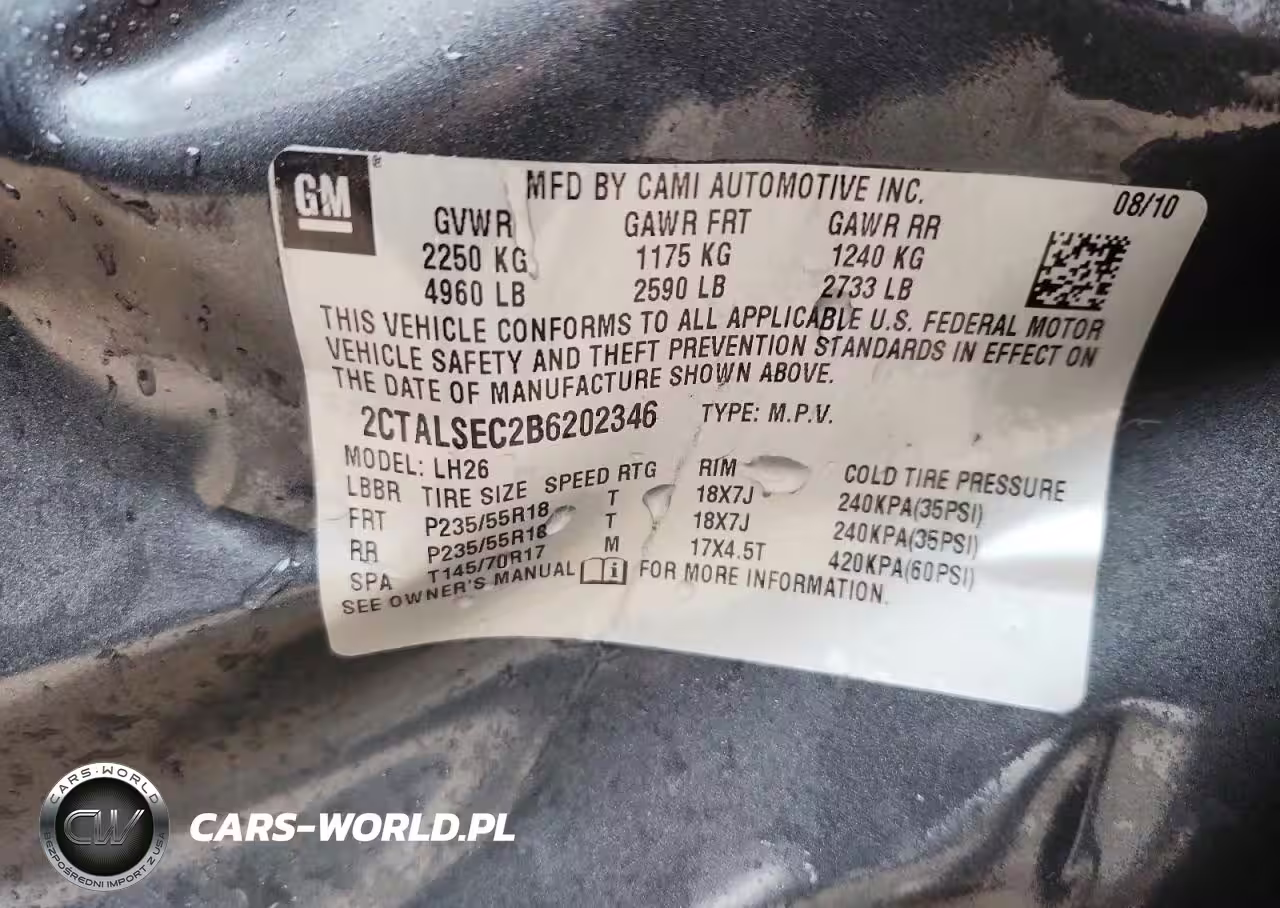 GM®
MFD BY CAMI AUTOMOTIVE INC. 08/10
GVWR GAWR FRT GAWR RR
2250 KG 1175 KG 1240 KG
4960 LB 2590 LB 2733 LB
THIS VEHICLE CONFORMS TO ALL APPLICABLE U.S. FEDERAL MOTOR
VEHICLE SAFETY AND THEFT PREVENTION STANDARDS IN EFFECT ON
THE DATE OF MANUFACTURE SHOWN ABOVE.
2CTALSEC2B6202346 TYPE: M.P.V.
MODEL: LH26
LBBR TIRE SIZE SPEED RTG RIM COLD TIRE PRESSURE
FRT P235/55R18 T 18X7J 240KPA(35PSI)
RR P235/55R18 T 18X7J 240KPA(35PSI)
SPA T145/70R17 M 17X4.5T 420KPA(60PSI)
SEE OWNER'S MANUAL i FOR MORE INFORMATION.
CARS-WORLD
CW
BEZPOŚREDNI IMPORT Z USA
CARS-WORLD.PL